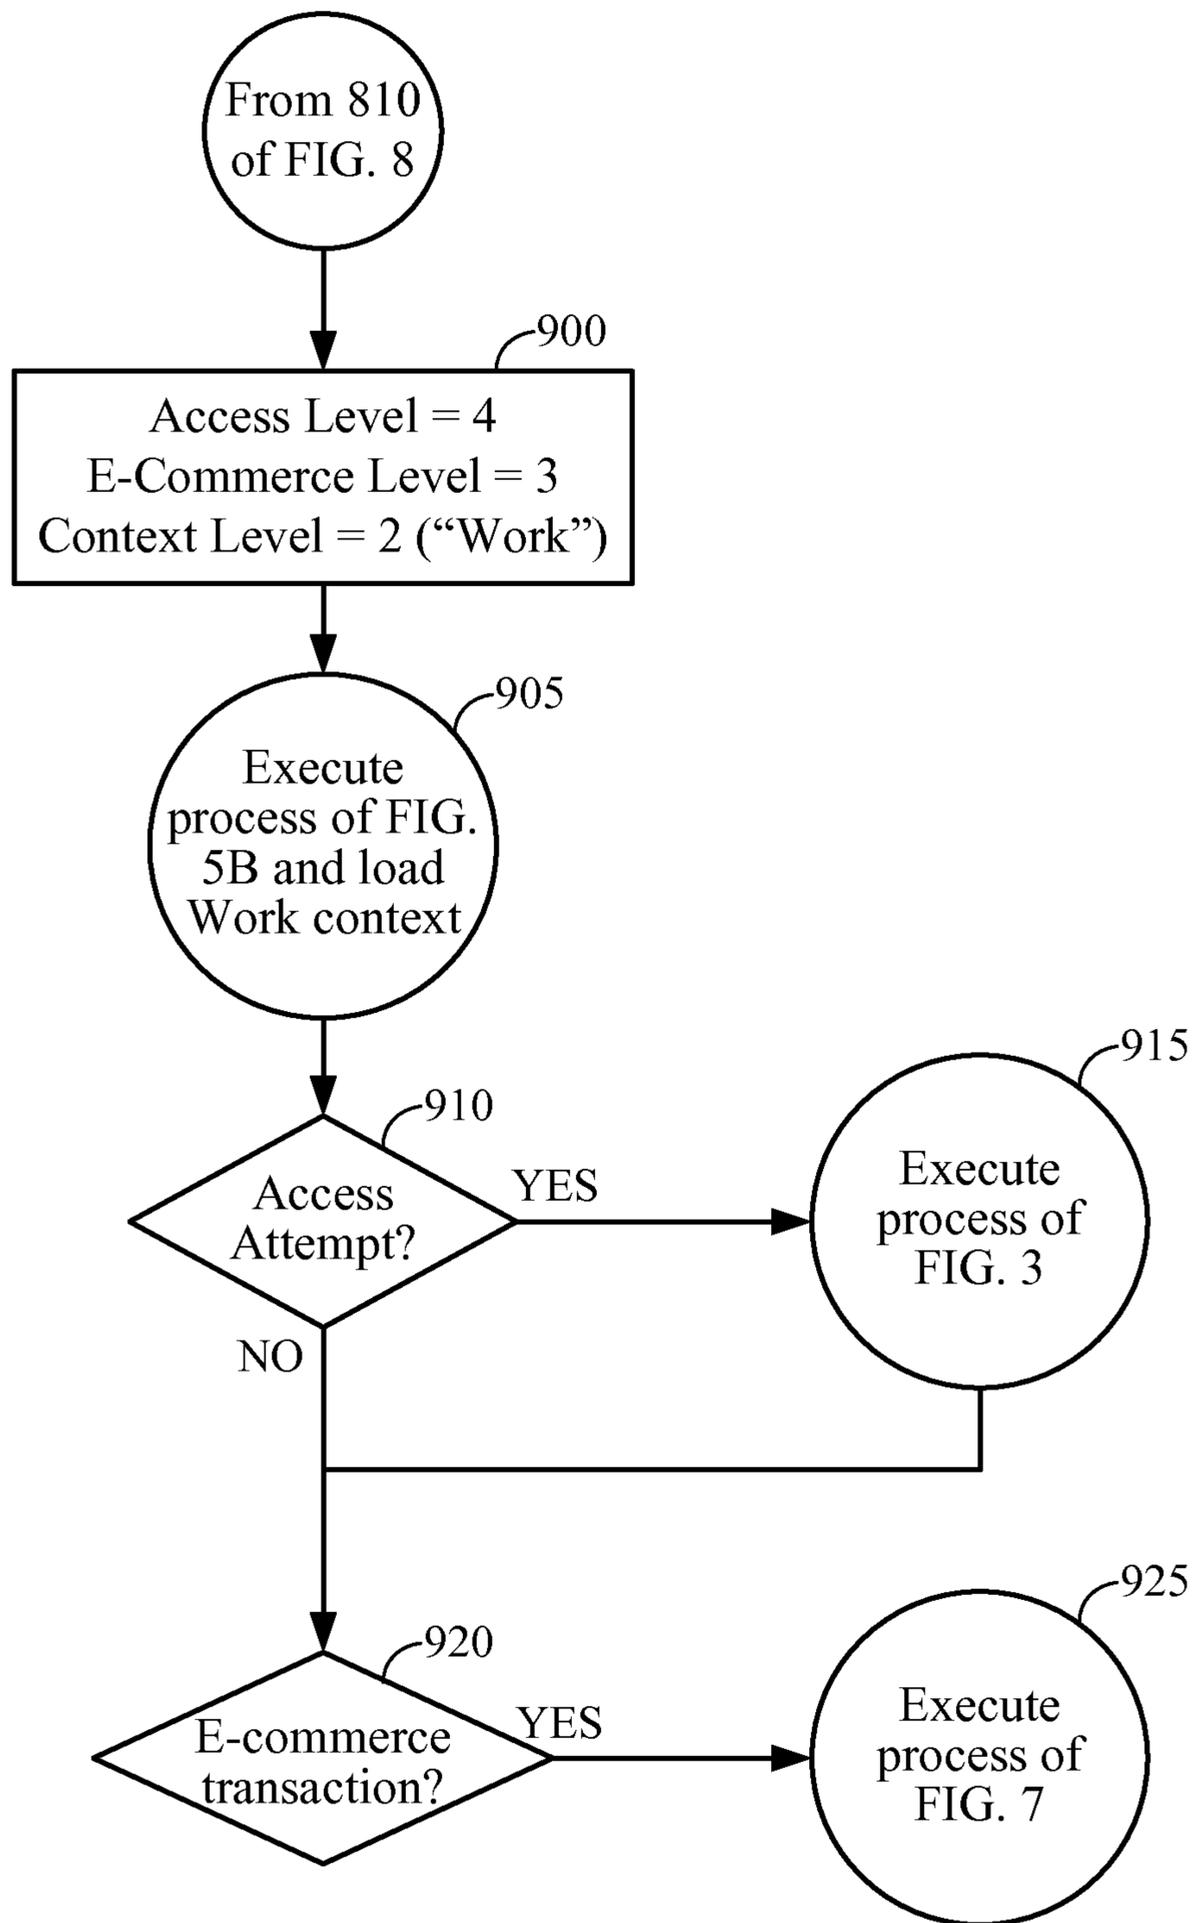 From 810
of FIG. 8
900
Access Level = 4
E-Commerce Level = 3
Context Level = 2 (“Work”)
905
Execute
process of FIG.
5B and load
Work context
910
Access
Attempt?
YES
NO
915
Execute
process of
FIG. 3
920
E-commerce
transaction?
YES
925
Execute
process of
FIG. 7